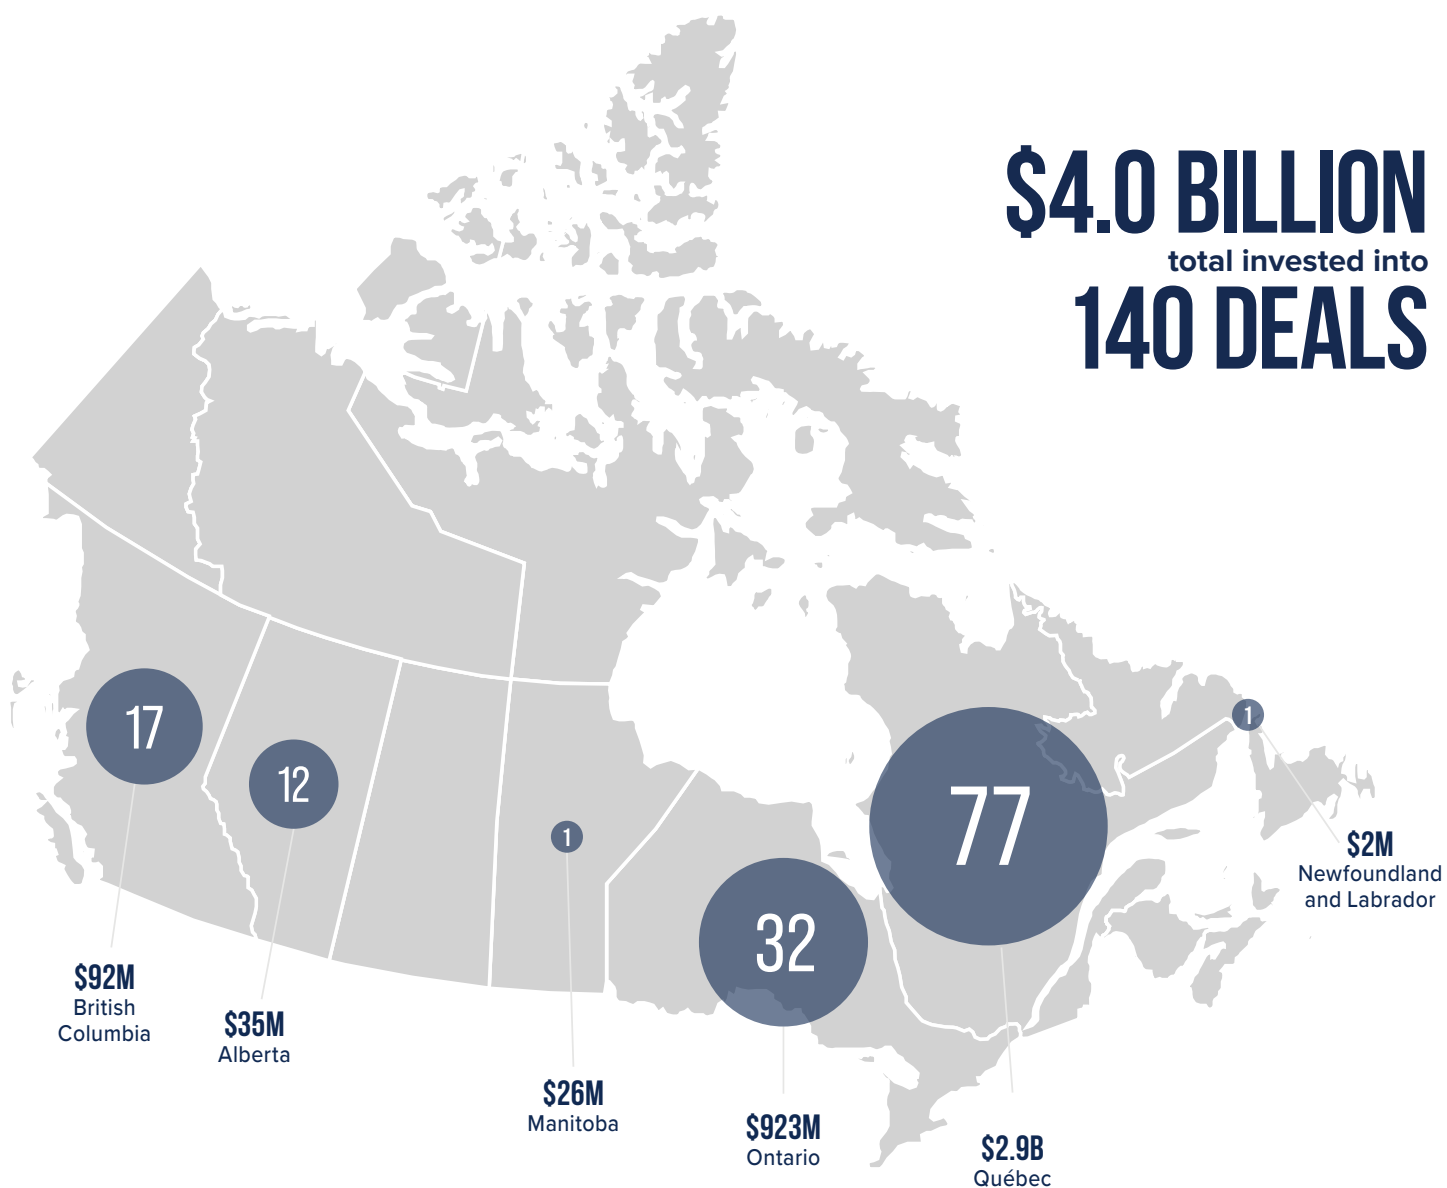 $4.0 BILLION
total invested into
140 DEALS
17
12
1
32
77
1
$92M
British
Columbia
$35M
Alberta
$26M
Manitoba
$923M
Ontario
$2.9B
Québec
$2M
Newfoundland
and Labrador